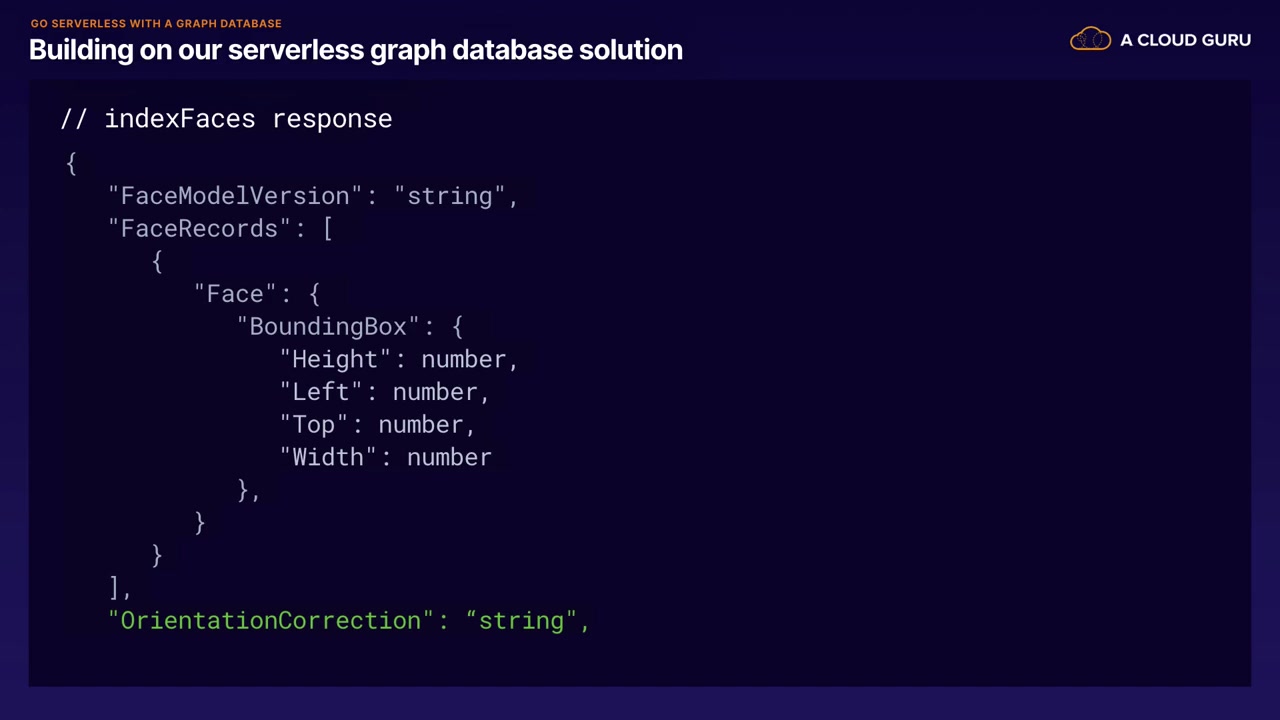 GO SERVERLESS WITH A GRAPH DATABASE
Building on our serverless graph database solution
A CLOUD GURU
// indexFaces response
{
"FaceModelVersion": "string",
"FaceRecords": [
{
"Face": {
"BoundingBox": {
"Height": number,
"Left": number,
"Top": number,
"Width": number
},
}
}
],
"OrientationCorrection": “string",